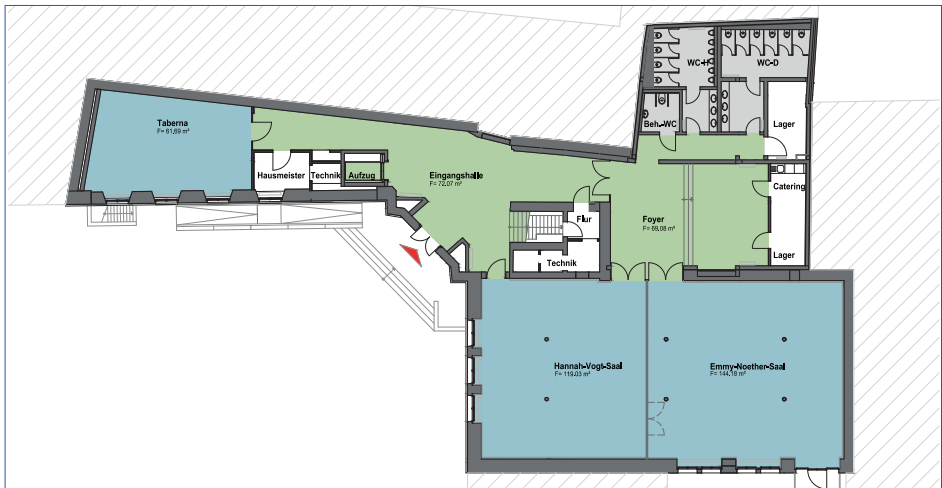 WC-H
WC-D
Taberna
F= 61,69 m²
Beh.-WC
Lager
Hausmeister
Technik
Aufzug
Eingangshalle
F= 72.07 m²
Catering
Flur
Foyer
F= 69,08 m²
Technik
Lager
Hannah-Vogt-Saal
F= 119.03 m²
Emmy-Noether-Saal
F= 144.18 m²